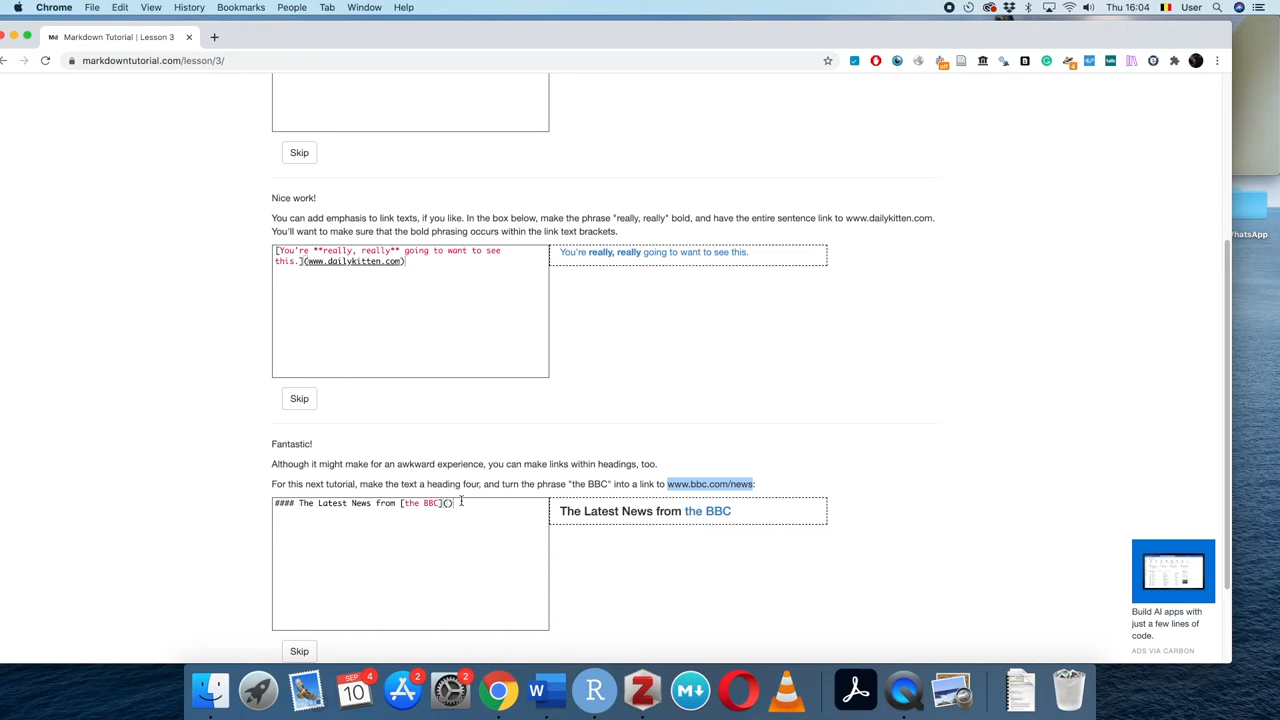 Chrome File Edit View History Bookmarks People Tab Window Help Thu 16:04 User
Md Markdown Tutorial | Lesson 3
markdowntutorial.com/lesson/3/
Skip
Nice work!
You can add emphasis to link texts, if you like. In the box below, make the phrase "really, really" bold, and have the entire sentence link to www.dailykitten.com.
You'll want to make sure that the bold phrasing occurs within the link text brackets.
[You're **really, really** going to want to see
this.](www.dailykitten.com)
You're really, really going to want to see this.
WhatsApp
Skip
Fantastic!
Although it might make for an awkward experience, you can make links within headings, too.
For this next tutorial, make the text a heading four, and turn the phrase "the BBC" into a link to www.bbc.com/news:
#### The Latest News from [the BBC]()
The Latest News from the BBC
Build AI apps with
just a few lines of
code.
ADS VIA CARBON
Skip
SEP
10
4
2
2
W
R
Z
M